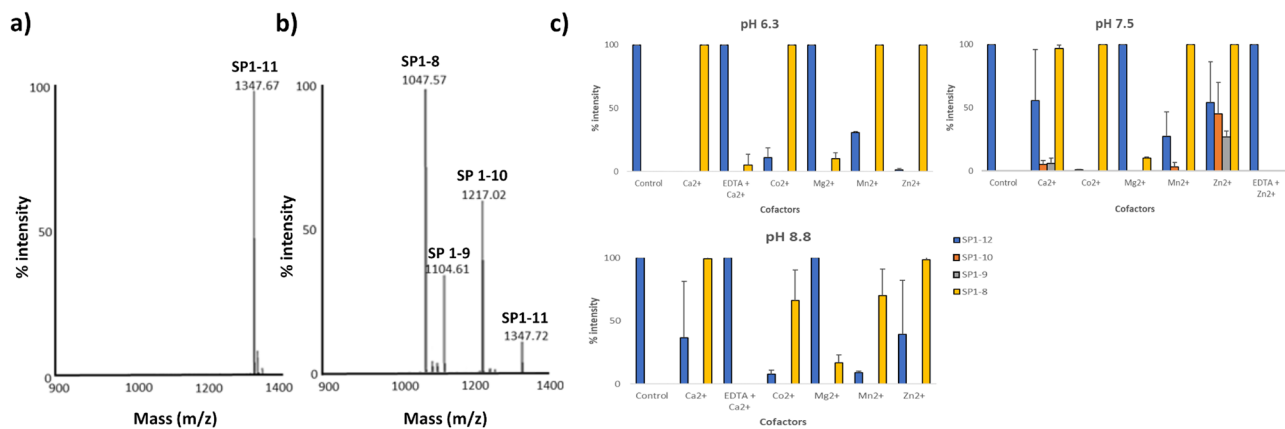 a)
SP1-11
1347.67
100
50
0
900
1000
1200
1400
% intensity
Mass (m/z)
b)
SP1-8
1047.57
SP 1-10
1217.02
SP 1-9
1104.61
SP1-11
1347.72
100
50
0
900
1000
1200
1400
% intensity
Mass (m/z)
c)
pH 6.3
100
50
0
% intensity
Control
Ca2+
EDTA +
Ca2+
Co2+
Mg2+
Mn2+
Zn2+
Cofactors
pH 7.5
100
50
0
% intensity
Control
Ca2+
Co2+
Mg2+
Mn2+
Zn2+
EDTA +
Zn2+
Cofactors
pH 8.8
100
50
0
% intensity
Control
Ca2+
EDTA +
Ca2+
Co2+
Mg2+
Mn2+
Zn2+
Cofactors
SP1-12
SP1-10
SP1-9
SP1-8